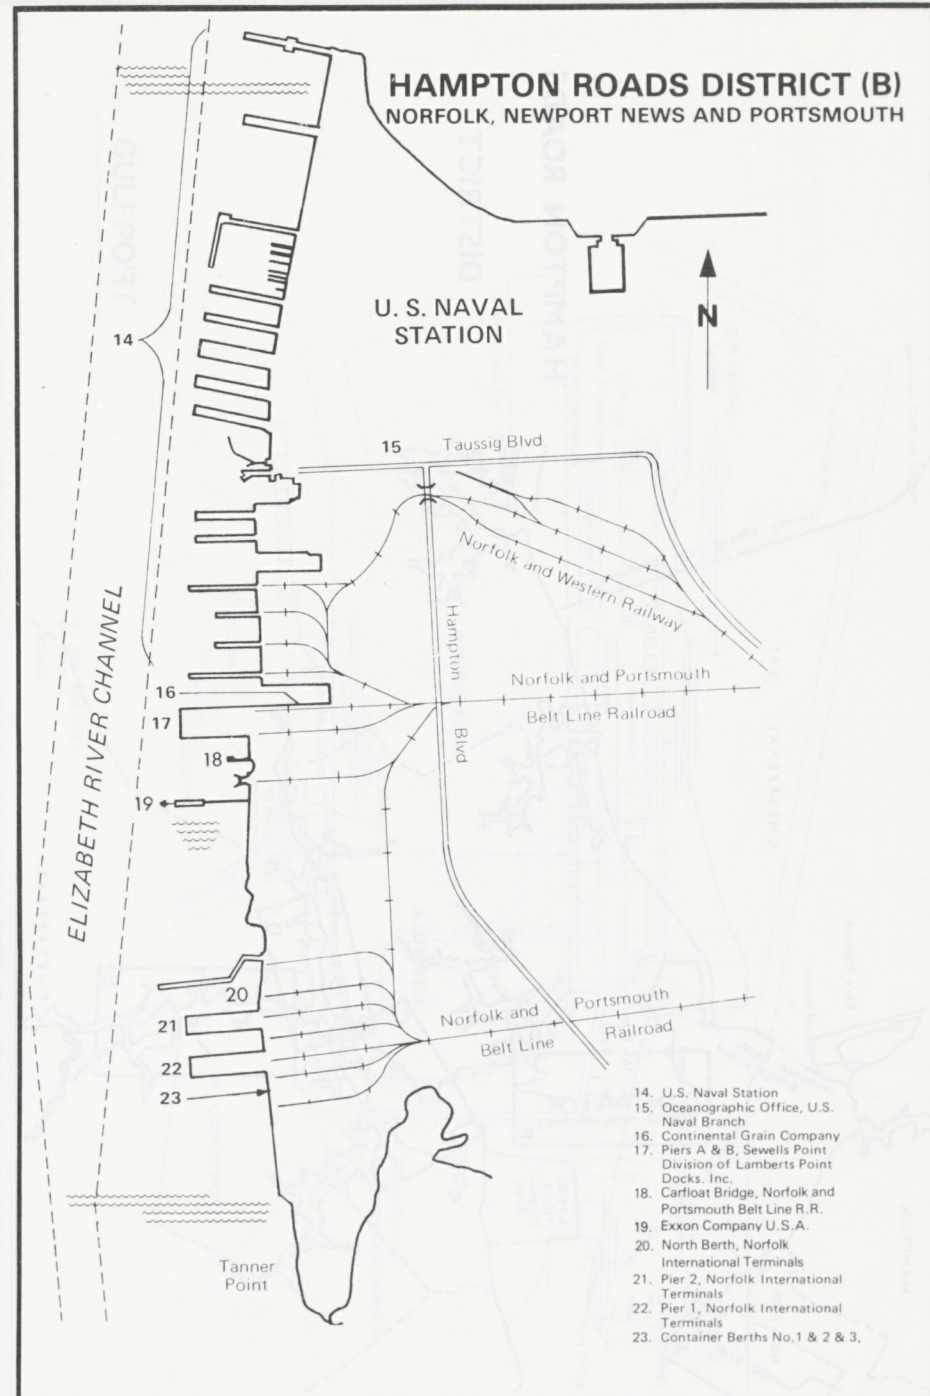 HAMPTON ROADS DISTRICT (B)
NORFOLK, NEWPORT NEWS AND PORTSMOUTH
U. S. NAVAL
STATION
N
14
15
Taussig Blvd
Norfolk and Western Railway
Hampton Blvd
ELIZABETH RIVER CHANNEL
Norfolk and Portsmouth
Belt Line Railroad
16
17
18
19
20
21
22
23
Norfolk and Portsmouth
Belt Line Railroad
Tanner
Point
14. U.S. Naval Station
15. Oceanographic Office, U.S.
Naval Branch
16. Continental Grain Company
17. Piers A & B, Sewells Point
Division of Lamberts Point
Docks, Inc.
18. Carfloat Bridge, Norfolk and
Portsmouth Belt Line R.R.
19. Exxon Company U.S.A.
20. North Berth, Norfolk
International Terminals
21. Pier 2, Norfolk International
Terminals
22. Pier 1, Norfolk International
Terminals
23. Container Berths No.1 & 2 & 3,